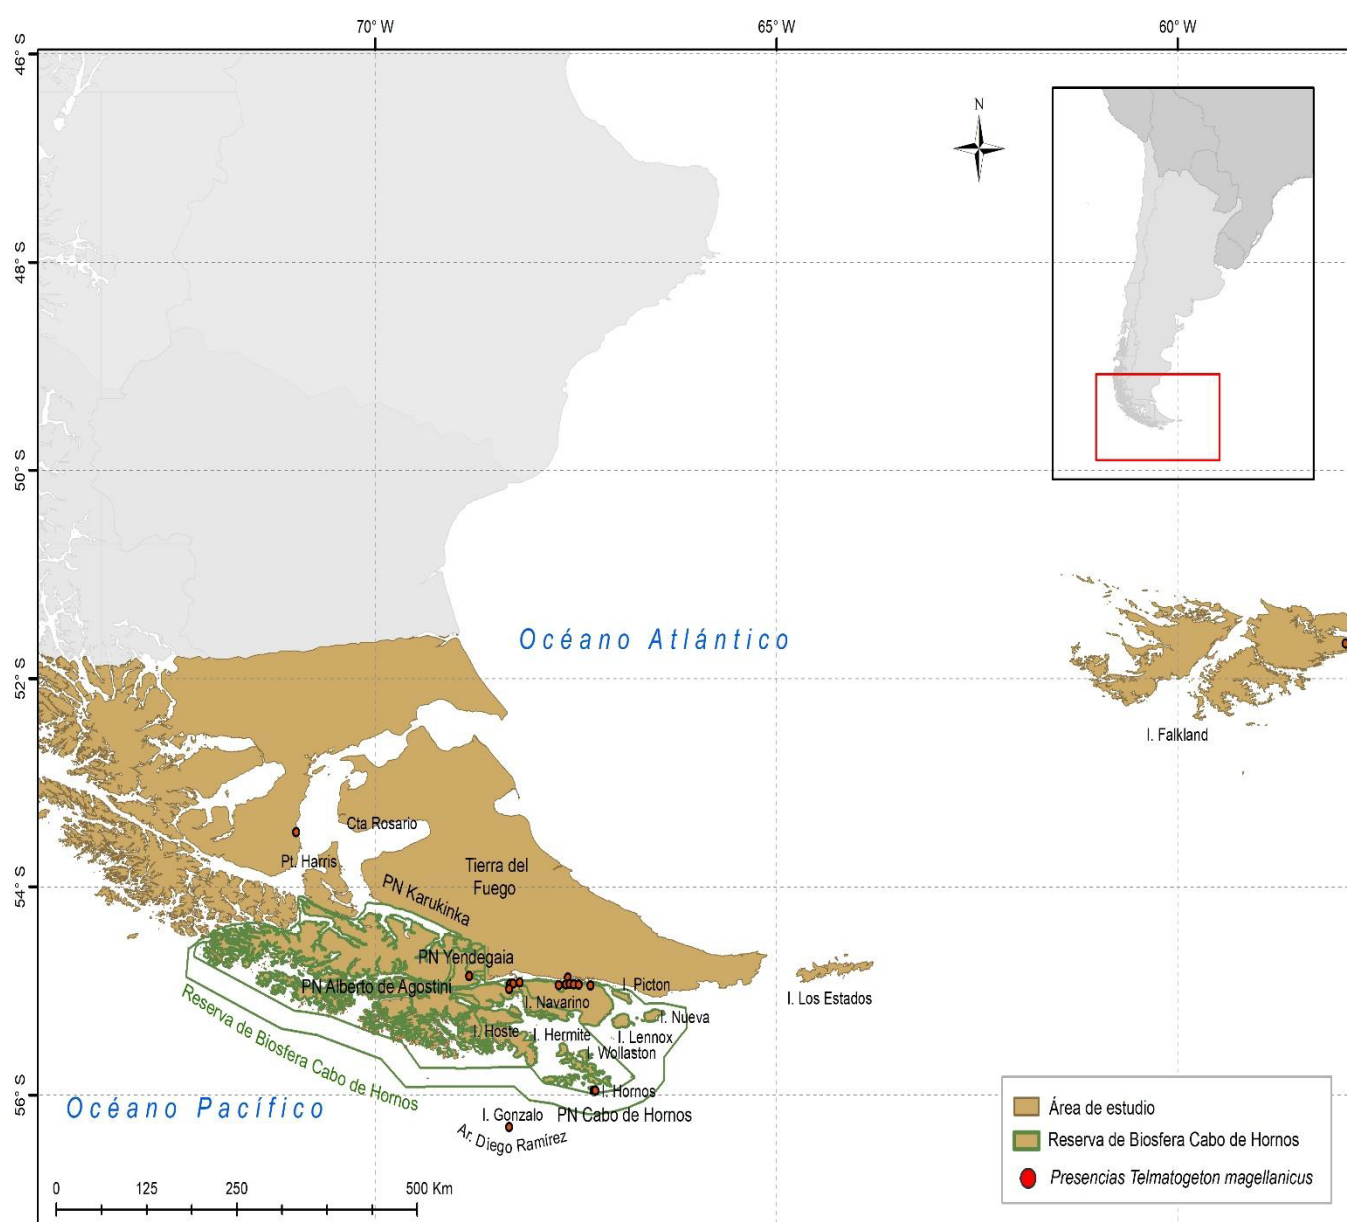 70° W
65° W
60° W
46° S
48° S
50° S
52° S
54° S
56° S
N
Océano Atlántico
I. Falkland
Cta Rosario
Pt. Harris
Tierra del
Fuego
PN Karukinka
PN Yendegaia
PN Alberto de Agostini
I. Picton
I. Navarino
I. Nueva
I. Los Estados
I. Hoste
I. Hermite
I. Lennox
I. Wollaston
Reserva de Biosfera Cabo de Hornos
I. Hornos
PN Cabo de Hornos
Océano Pacífico
I. Gonzalo
Ar. Diego Ramírez
0 125 250 500 Km
Área de estudio
Reserva de Biosfera Cabo de Hornos
Presencias Telmatogeton magellanicus